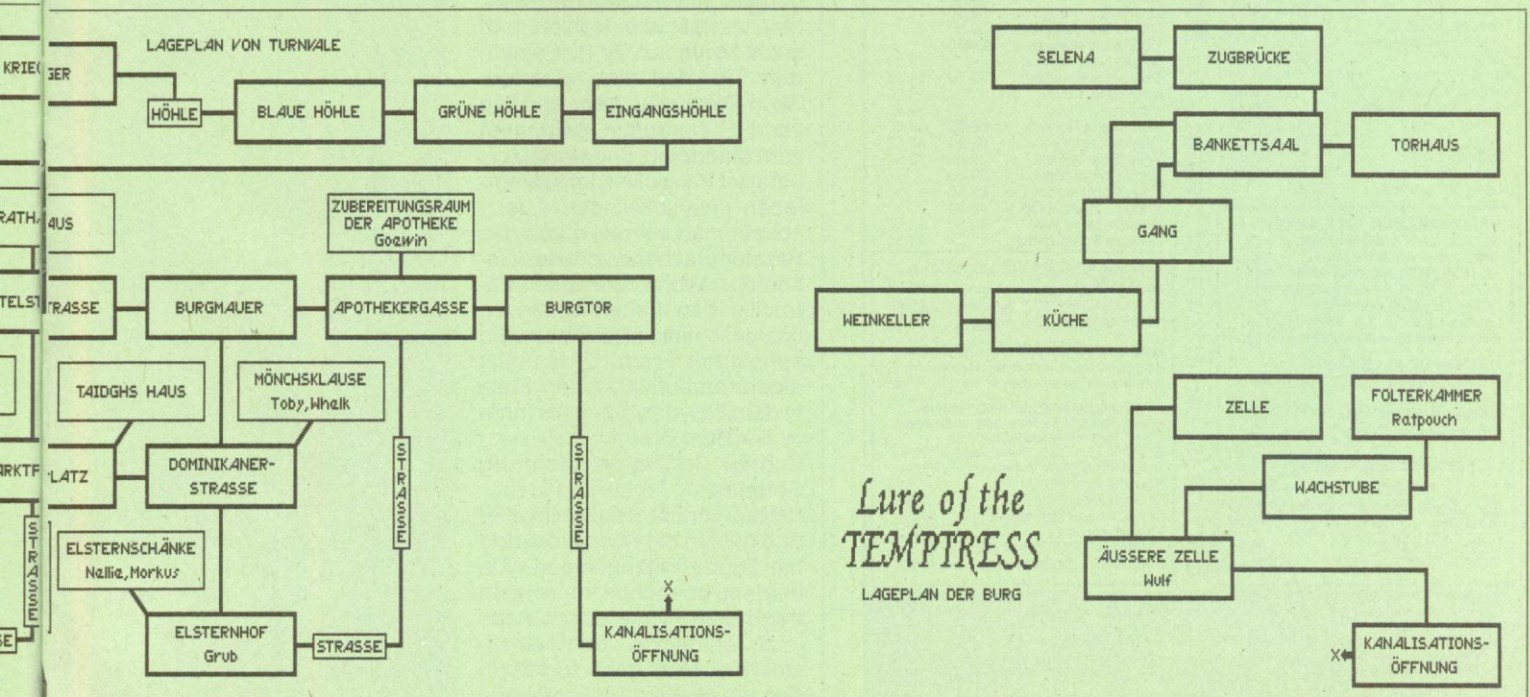 LAGEPLAN VON TURNVALE
KRIEGER
HÖHLE
BLAUE HÖHLE
GRÜNE HÖHLE
EINGANGSHÖHLE
RATHAUS
ZUBEREITUNGSRAUM
DER APOTHEKE
Goewin
TELSTRASSE
BURGMAUER
APOTHEKERGASSE
BURGTOR
TAIDGHS HAUS
MÖNCHSKLAUSE
Toby,Whelk
ARKTPLATZ
DOMINIKANER-
STRASSE
STRASSE
STRASSE
STRASSE
ELSTERNSCHÄNKE
Nellie,Morkus
SE
ELSTERNHOF
Grub
STRASSE
X
KANALISATIONS-
ÖFFNUNG
SELENA
ZUGBRÜCKE
BANKETTSAAL
TORHAUS
GANG
WEINKELLER
KÜCHE
ZELLE
FOLTERKAMMER
Ratpouch
WACHSTUBE
ÄUSSERE ZELLE
Wulf
Lure of the
TEMPTRESS
LAGEPLAN DER BURG
X
KANALISATIONS-
ÖFFNUNG